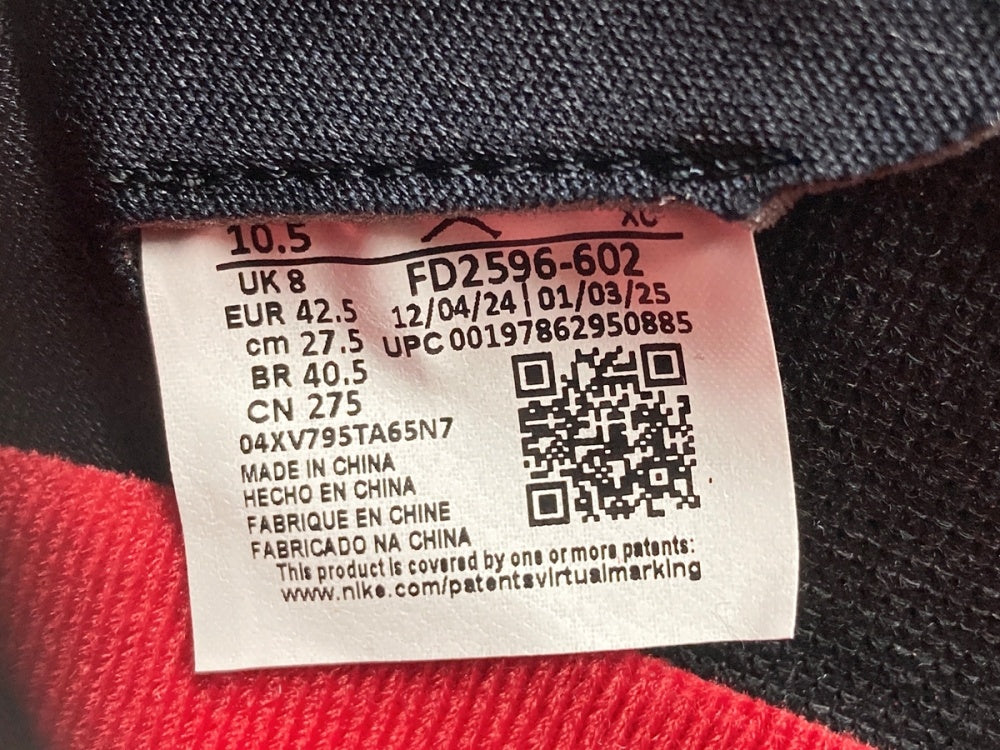 10.5 XC
UK 8 FD2596-602
EUR 42.5 12/04/24 | 01/03/25
cm 27.5 UPC 00197862950885
BR 40.5
CN 275
04XV795TA65N7
MADE IN CHINA
HECHO EN CHINA
FABRIQUE EN CHINE
FABRICADO NA CHINA
This product is covered by one or more patents:
www.nike.com/patentsvirtualmarking